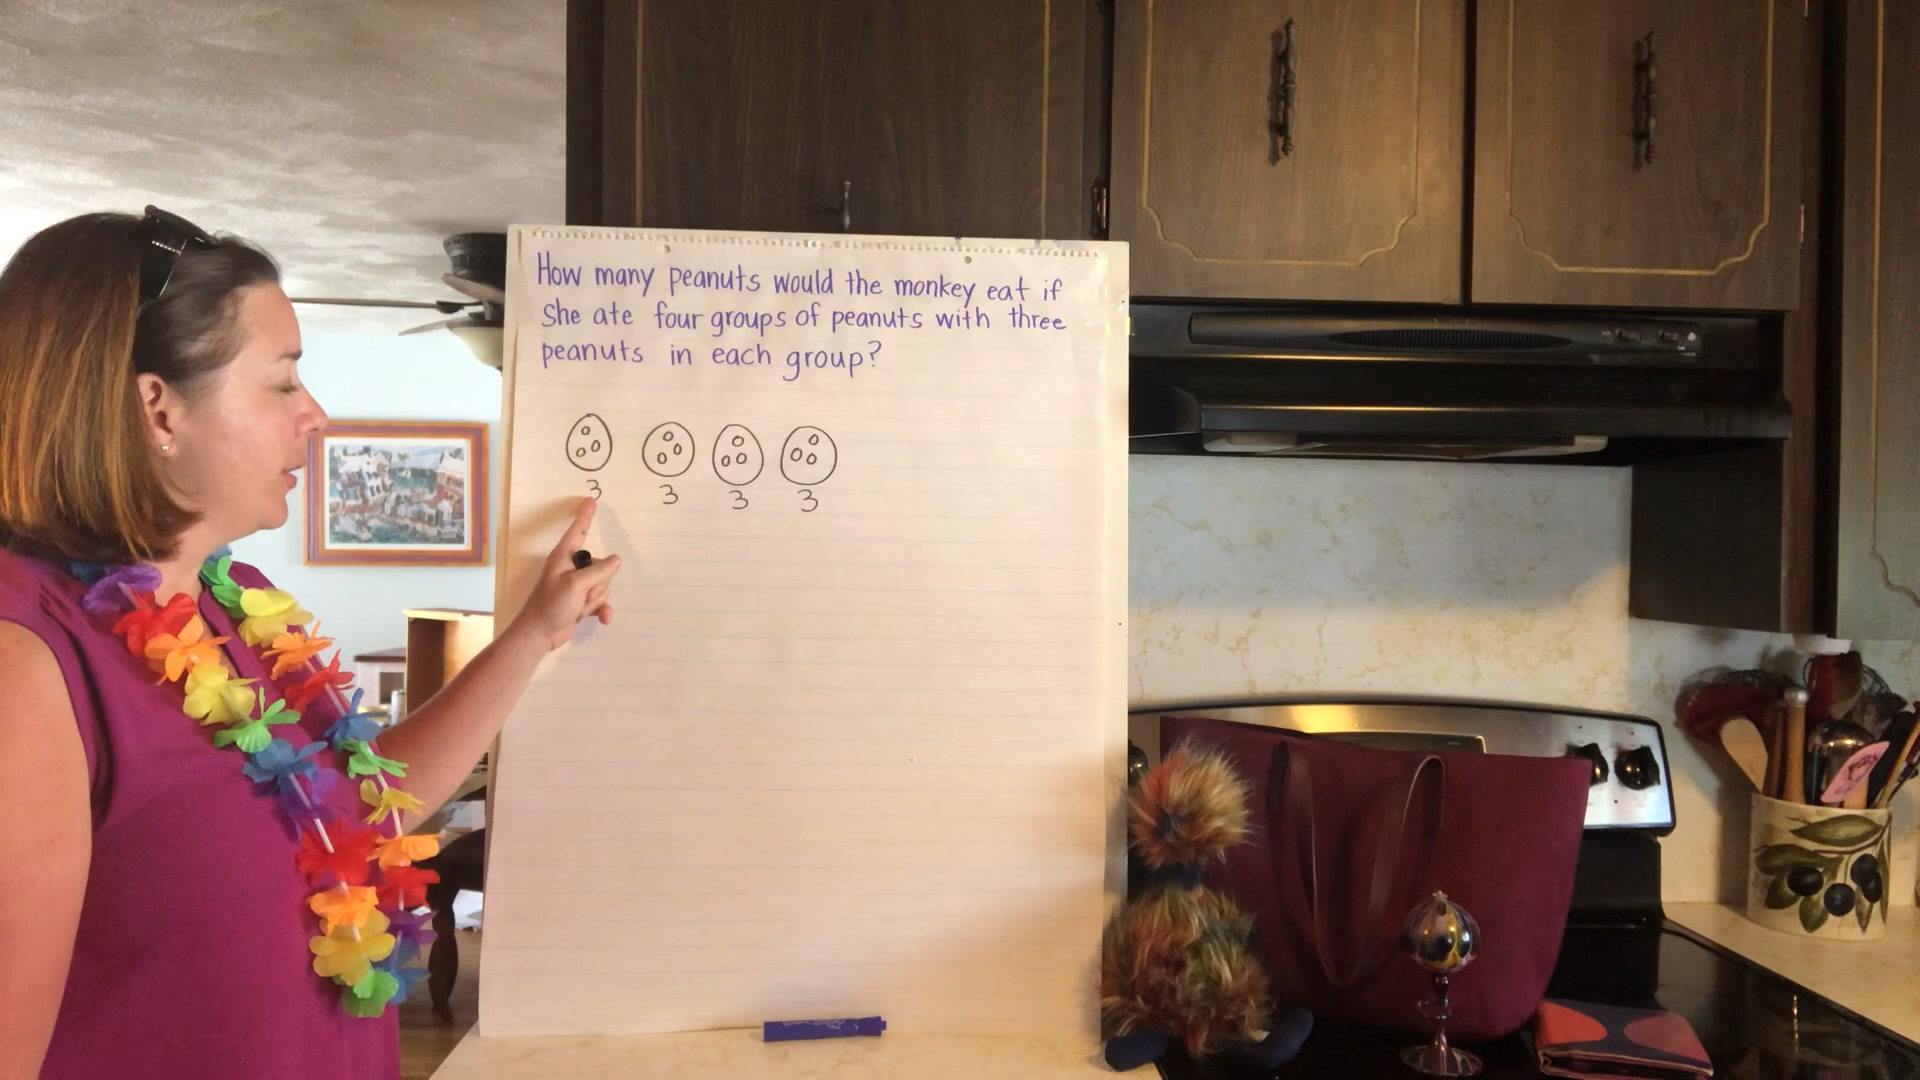 How many peanuts would the monkey eat if
She ate four groups of peanuts with three
peanuts in each group?
3 3 3 3